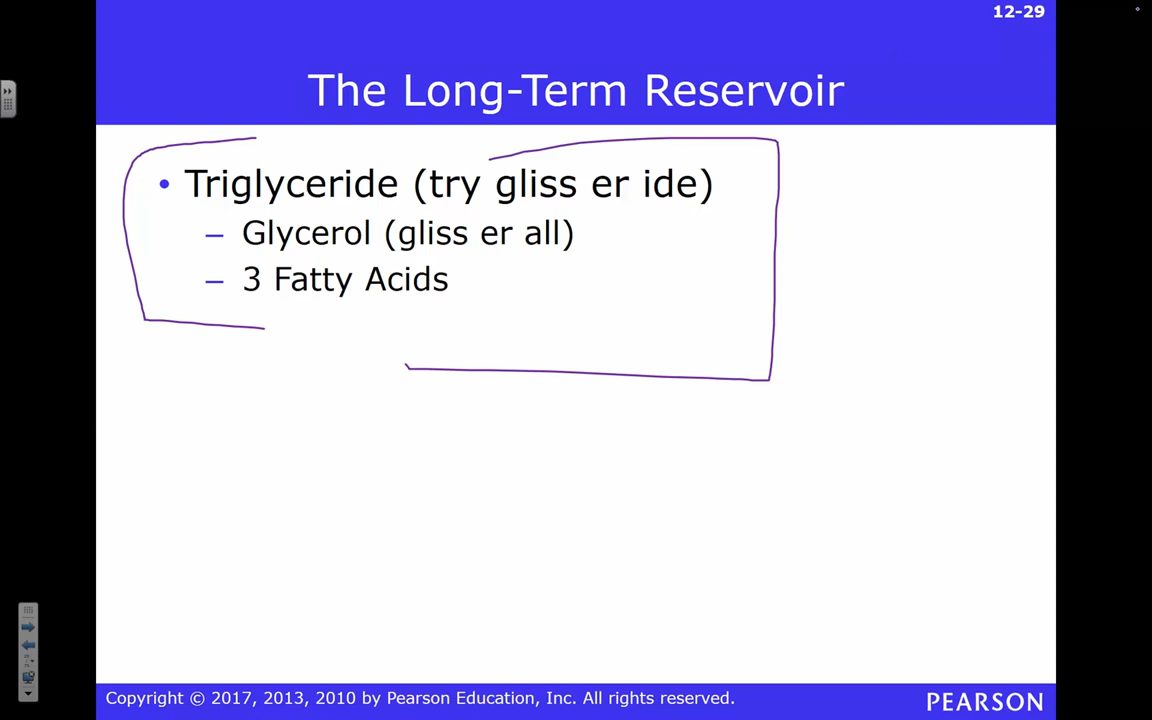 12-29
The Long-Term Reservoir
• Triglyceride (try gliss er ide)
– Glycerol (gliss er all)
– 3 Fatty Acids
Copyright © 2017, 2013, 2010 by Pearson Education, Inc. All rights reserved.
PEARSON